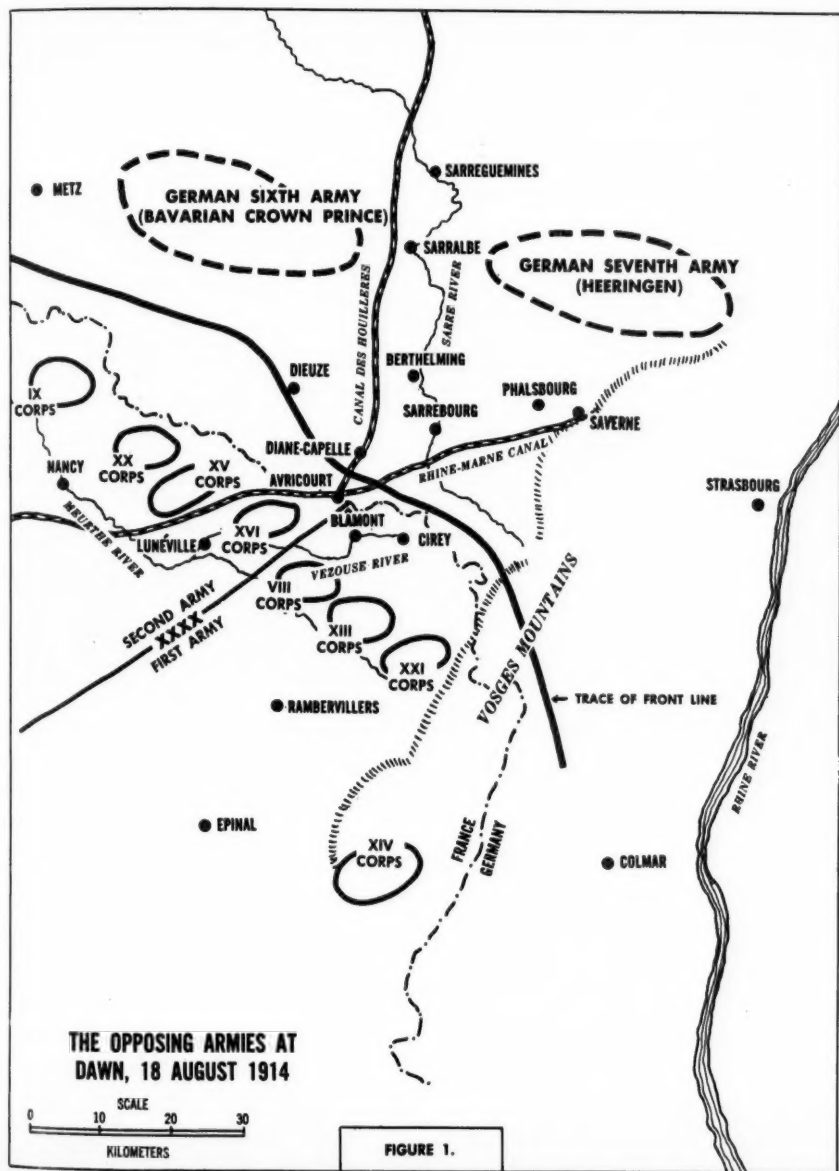 METZ
GERMAN SIXTH ARMY
(BAVARIAN CROWN PRINCE)
SARREGUEMINES
SARRALBE
GERMAN SEVENTH ARMY
(HEERINGEN)
CANAL DES HOUILLERES
SARRE RIVER
DIEUZE
BERTHELMING
PHALSBOURG
SAVERNE
SARREBOURG
IX
CORPS
XX
CORPS
XV
CORPS
DIANE-CAPELLE
RHINE-MARNE CANAL
NANCY
AVRICOURT
STRASBOURG
MEURTHE RIVER
XVI
CORPS
BLAMONT
LUNÉVILLE
CIREY
VEZOUSE RIVER
VIII
CORPS
XIII
CORPS
XXI
CORPS
SECOND ARMY
XXXX
FIRST ARMY
VOSGES MOUNTAINS
RAMBERVILLERS
TRACE OF FRONT LINE
RHINE RIVER
EPINAL
XIV
CORPS
FRANCE
GERMANY
COLMAR
THE OPPOSING ARMIES AT
DAWN, 18 AUGUST 1914
SCALE
0 10 20 30
KILOMETERS
FIGURE 1.